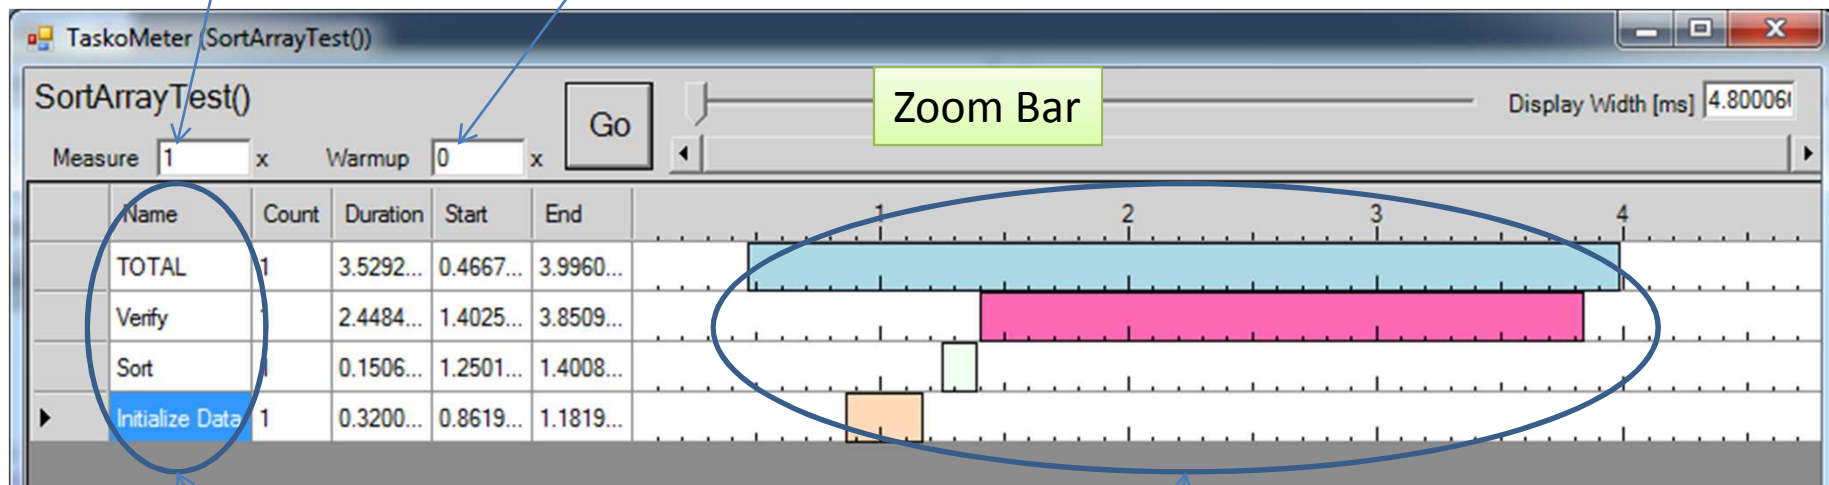 TaskoMeter (SortArrayTest())
SortArrayTest()
Go
Zoom Bar
Display Width [ms] 4.80006
Measure 1 x Warmup 0 x
Name Count Duration Start End 1 2 3 4
TOTAL 1 3.5292... 0.4667... 3.9960...
Verify 2.4484... 1.4025... 3.8509...
Sort 1 0.1506... 1.2501... 1.4008...
Initialize Data 1 0.3200... 0.8619... 1.1819...